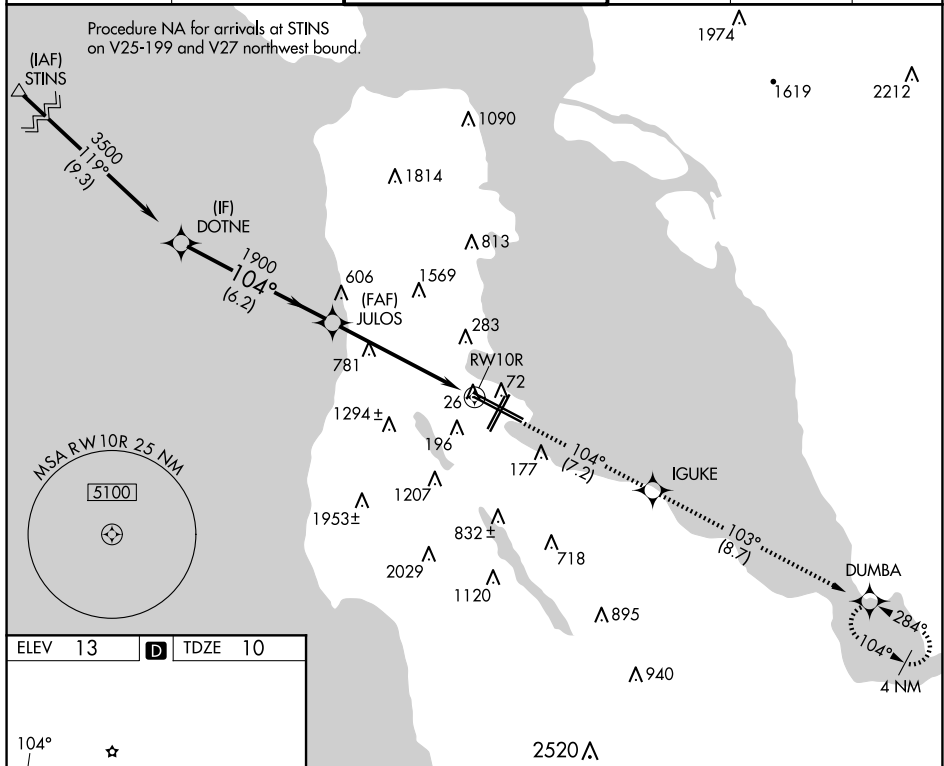 Procedure NA for arrivals at STINS
on V25-199 and V27 northwest bound.
1974
(IAF)
STINS
1619
2212
1090
3500
119°
(9.3)
1814
(IF)
DOTNE
813
1900
104°
(6.2)
606
1569
(FAF)
JULOS
283
781
RW10R
72
26
1294±
196
177
104°
(7.2)
IGUKE
MSA RW10R 25 NM
5100
1207
1953±
832±
103°
(8.7)
718
2029
1120
DUMBA
284°
895
104°
4 NM
ELEV 13
D
TDZE 10
940
104°
2520